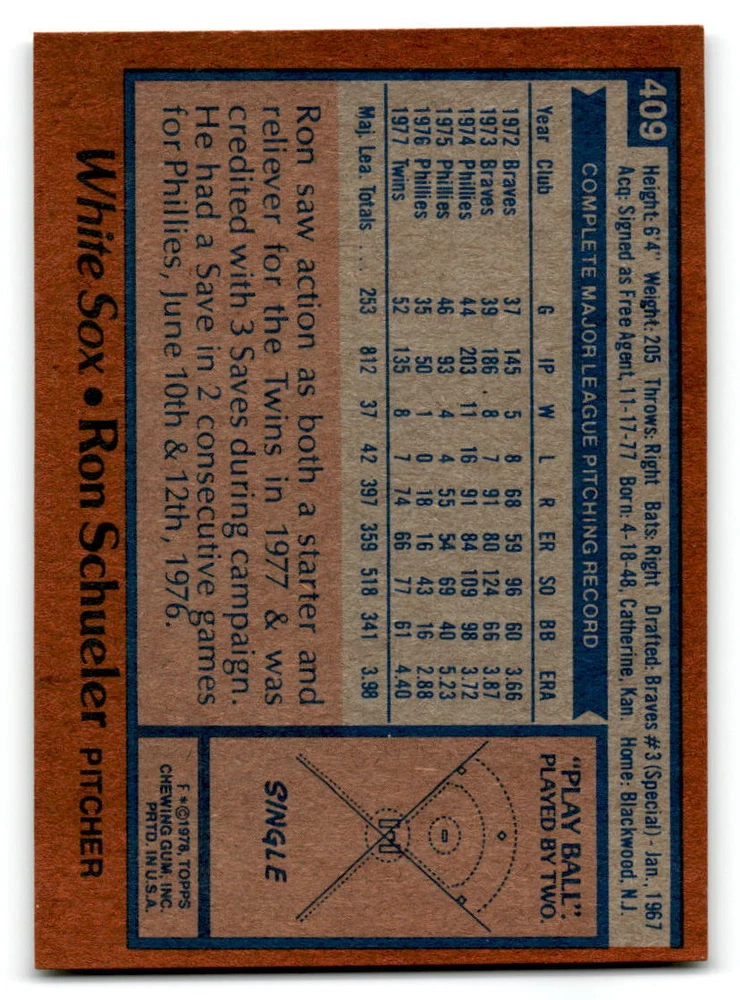 409
Height: 6'4" Weight: 205 Throws: Right Bats: Right Drafted: Braves #3 (Special) - Jan., 1967
Acq: Signed as Free Agent, 11-17-77 Born: 4-18-48, Catherine, Kan. Home: Blackwood, N.J.
COMPLETE MAJOR LEAGUE PITCHING RECORD
Year Club G IP W L R ER SO BB ERA
1972 Braves 37 145 5 8 68 59 96 60 3.66
1973 Braves 39 186 8 7 91 80 124 66 3.87
1974 Phillies 44 203 11 16 91 84 109 98 3.72
1975 Phillies 46 93 4 4 55 54 69 40 5.23
1976 Phillies 35 50 1 0 18 16 43 16 2.88
1977 Twins 52 135 8 7 74 66 77 61 4.40
Maj. Lea. Totals ... 253 812 37 42 397 359 518 341 3.98
Ron saw action as both a starter and
reliever for the Twins in 1977 & was
credited with 3 Saves during campaign.
He had a Save in 2 consecutive games
for Phillies, June 10th & 12th, 1976.
"PLAY BALL":
PLAYED BY TWO.
SINGLE
F*©1978, TOPPS
CHEWING GUM, INC.
PRTD. IN U.S.A.
White Sox • Ron Schueler PITCHER